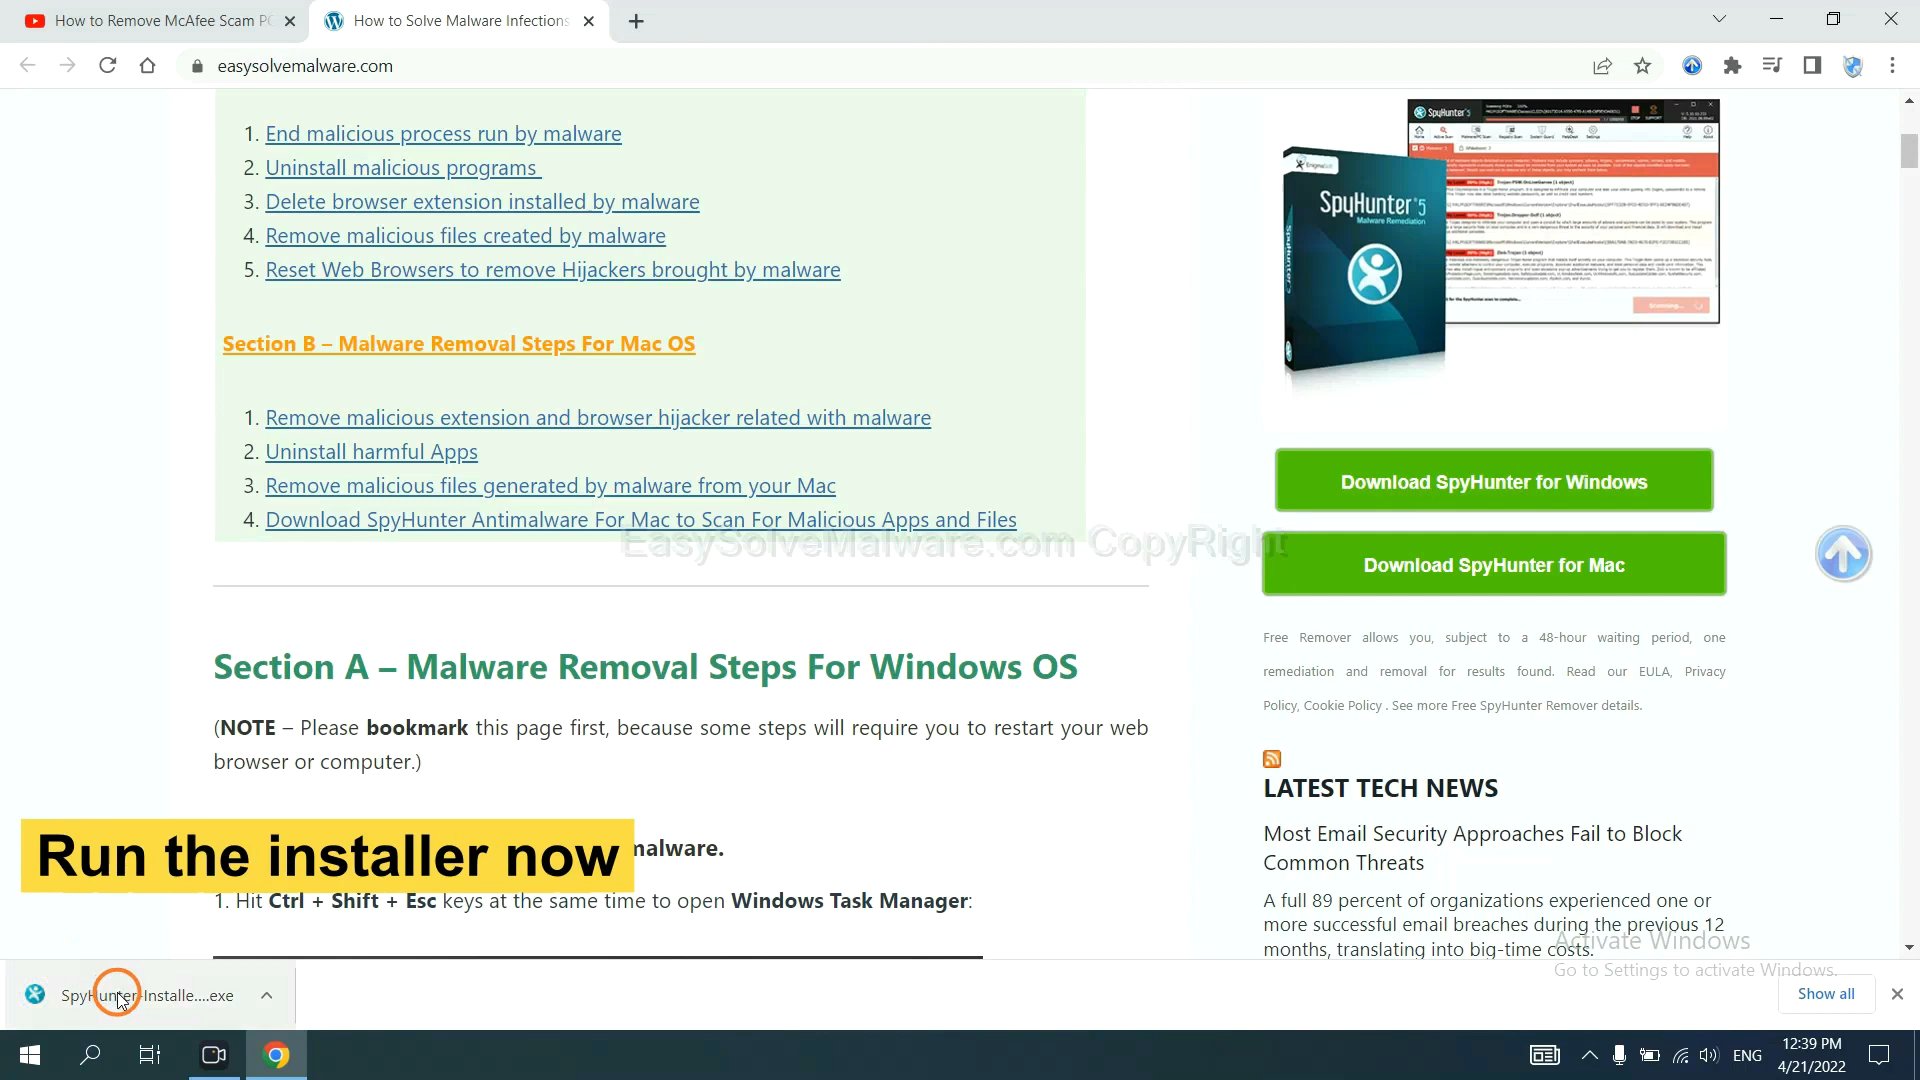 How to Remove McAfee Scam PC
How to Solve Malware Infections
easysolvemalware.com
1. End malicious process run by malware
2. Uninstall malicious programs
3. Delete browser extension installed by malware
4. Remove malicious files created by malware
5. Reset Web Browsers to remove Hijackers brought by malware
Section B – Malware Removal Steps For Mac OS
1. Remove malicious extension and browser hijacker related with malware
2. Uninstall harmful Apps
3. Remove malicious files generated by malware from your Mac
4. Download SpyHunter Antimalware For Mac to Scan For Malicious Apps and Files
EasySolveMalware.com CopyRight
Section A – Malware Removal Steps For Windows OS
(NOTE – Please bookmark this page first, because some steps will require you to restart your web
browser or computer.)
Run the installer now
malware.
1. Hit Ctrl + Shift + Esc keys at the same time to open Windows Task Manager:
SpyHunter 5
SpyHunter 5
Malware Remediation
SpyHunter 5
Download SpyHunter for Windows
Download SpyHunter for Mac
Free Remover allows you, subject to a 48-hour waiting period, one
remediation and removal for results found. Read our EULA, Privacy
Policy, Cookie Policy . See more Free SpyHunter Remover details.
LATEST TECH NEWS
Most Email Security Approaches Fail to Block
Common Threats
A full 89 percent of organizations experienced one or
more successful email breaches during the previous 12
months, translating into big-time costs.
Activate Windows
Go to Settings to activate Windows.
SpyHunter-Installe....exe
Show all
ENG
12:39 PM
4/21/2022